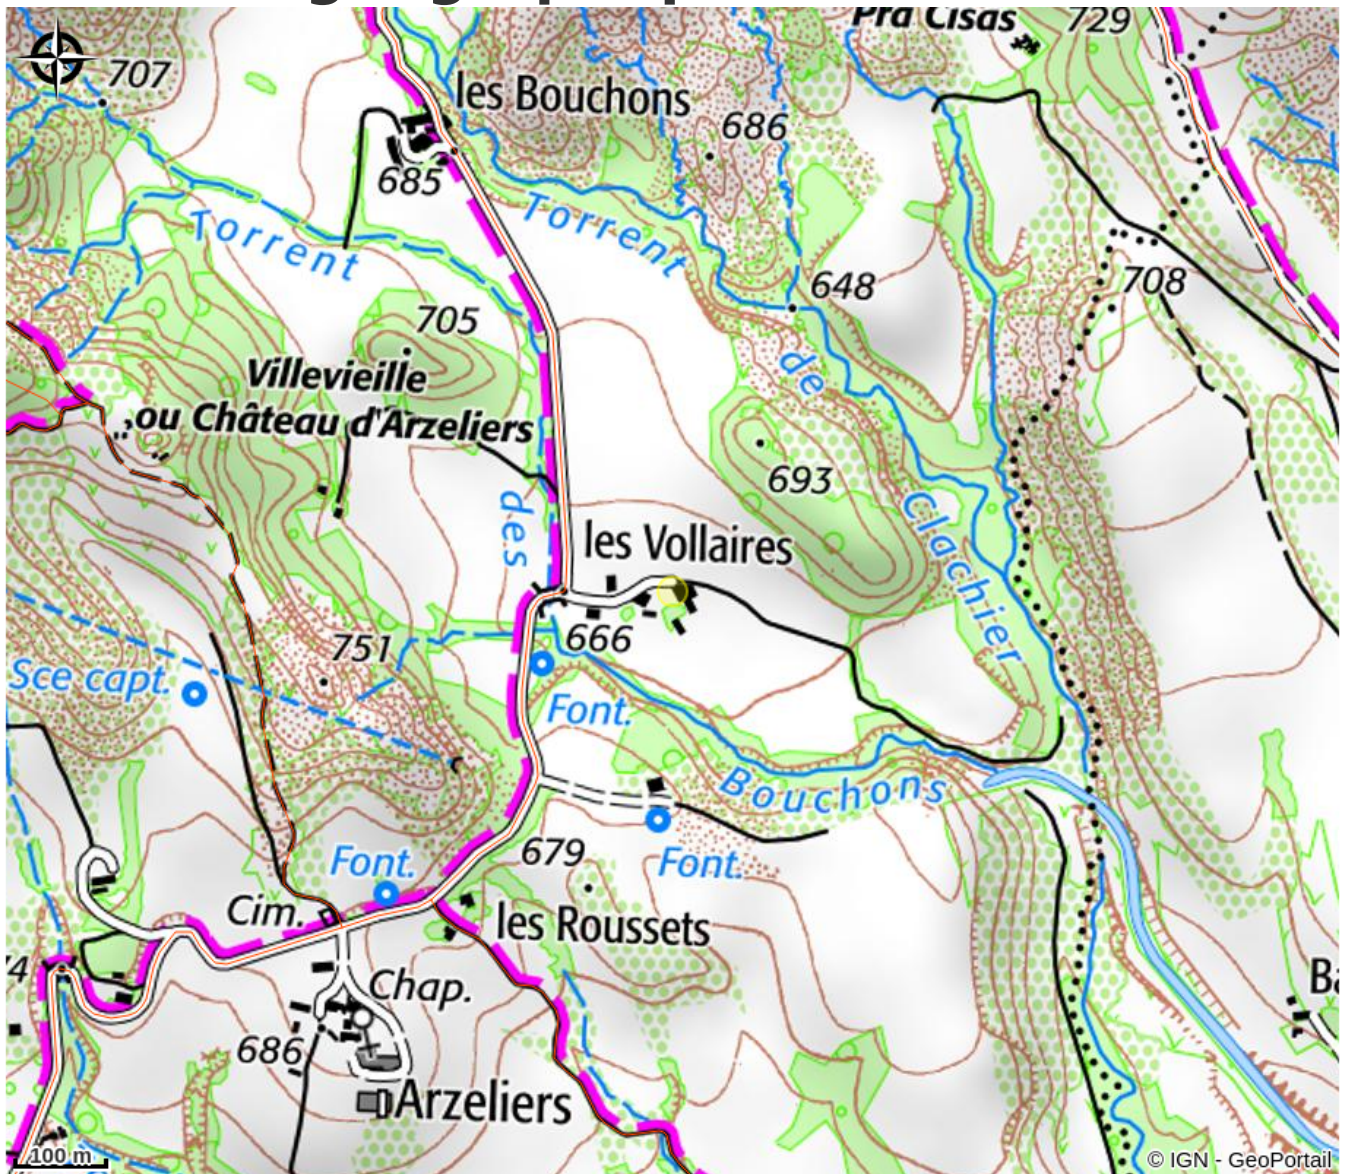 Pra Cisas
729
707
les Bouchons
686
685
Torrent
Torrent
648
708
705
de
Villevieille
ou Château d'Arzeliers
693
des
Clachier
les Vollaires
666
751
Sce capt.
Font.
Bouchons
679
Font.
Font.
Cim.
les Roussets
Chap.
686
Arzeliers
100 m
© IGN - GeoPortail